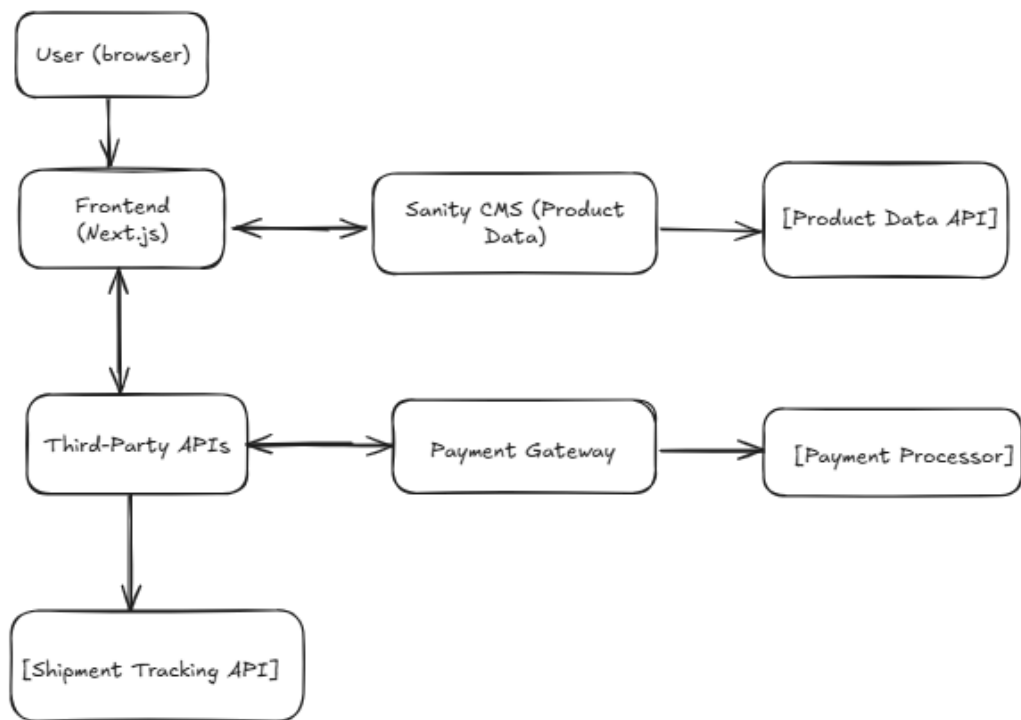 User (browser)
Frontend
(Next.js)
Sanity CMS (Product
Data)
[Product Data API]
Third-Party APIs
Payment Gateway
[Payment Processor]
[Shipment Tracking API]